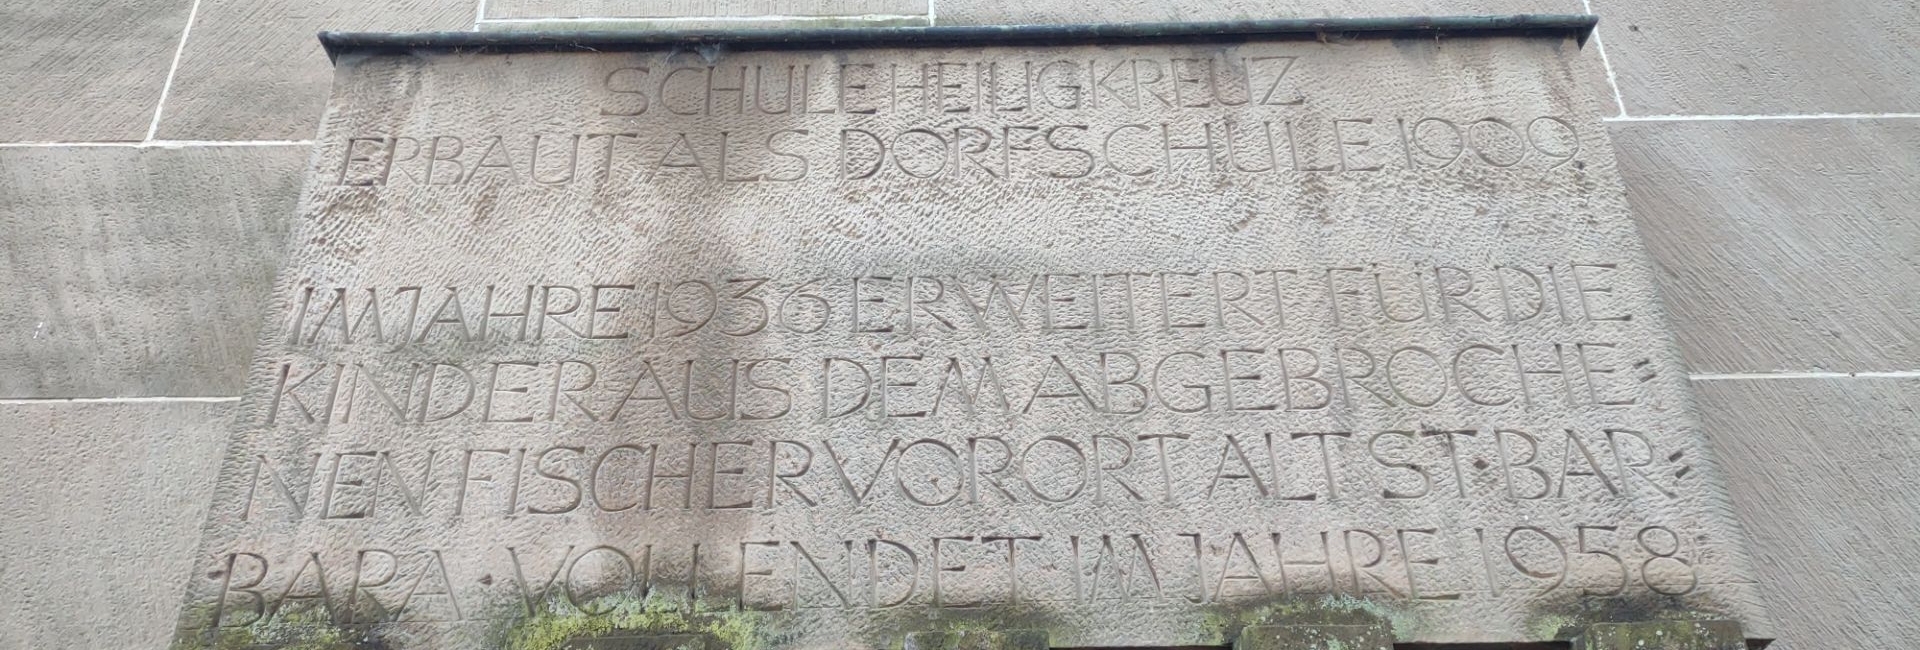 SCHULE HEILIGKREUZ
ERBAUT ALS DORFSCHULE 1909.
IM JAHRE 1936 ERWEITERT FÜR DIE
KINDER AUS DEM ABGEBROCHE=
NEN FISCHERVORORT ALT ST·BAR=
BARA·VOLLENDET IM JAHRE 1958